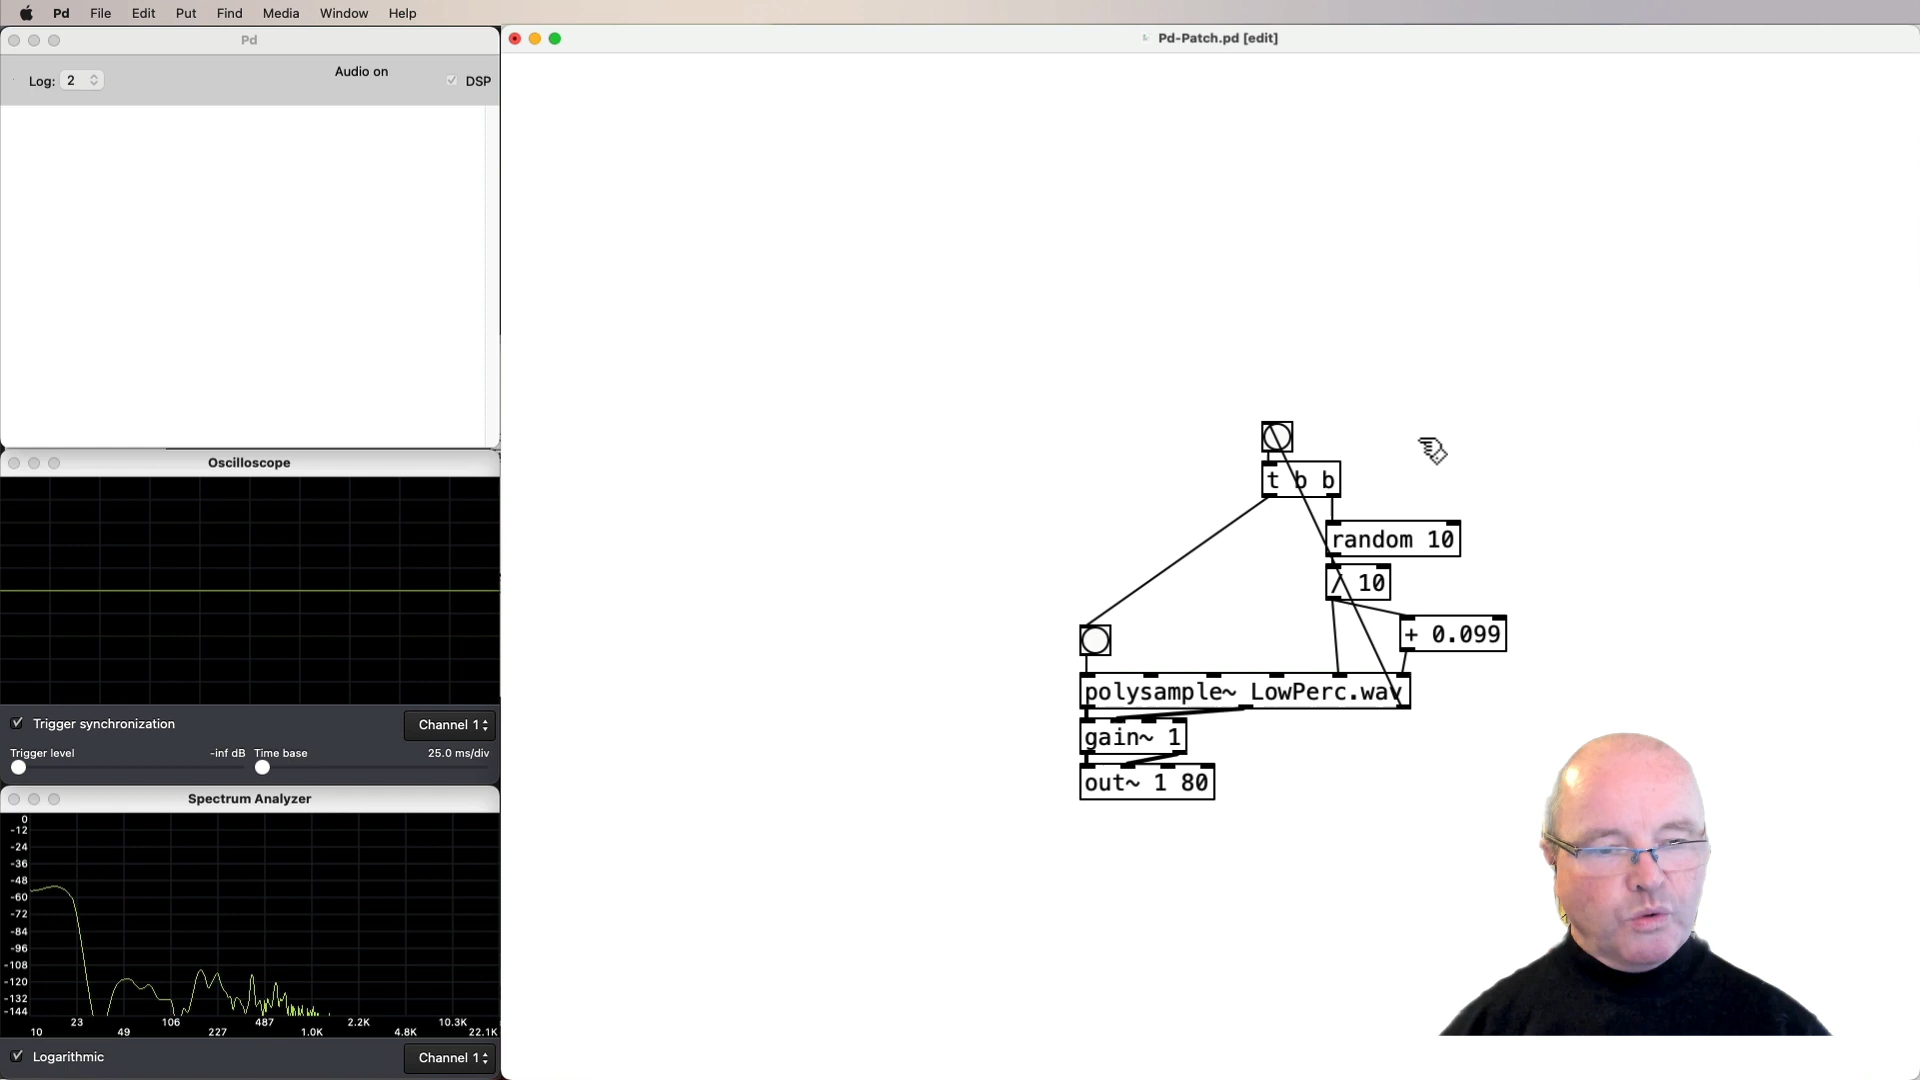 Pd File Edit Put Find Media Window Help
Pd
Log: 2 Audio on DSP
Pd-Patch.pd [edit]
t b b
random 10
/ 10
+ 0.099
polysample~ LowPerc.wav
gain~ 1
out~ 1 80
Oscilloscope
Trigger synchronization Channel 1
Trigger level -inf dB Time base 25.0 ms/div
Spectrum Analyzer
0
-12
-24
-36
-48
-60
-72
-84
-96
-108
-120
-132
-144
23 106 487 2.2K 10.3K
10 49 227 1.0K 4.8K 22.1K
Logarithmic Channel 1